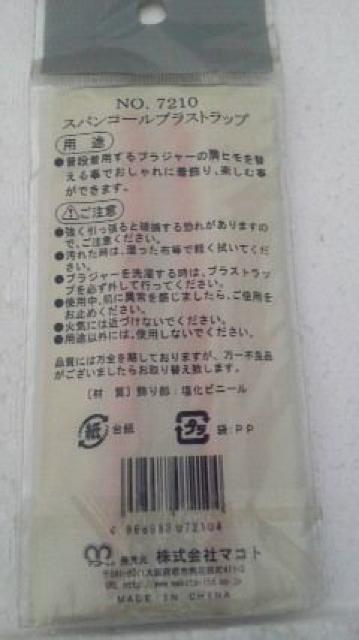 NO. 7210
スパンコールブラストラップ
用 途
●普段着用するブラジャーの肩ヒモを替
える事でおしゃれに着飾り、楽しむ事
ができます。
⚠ご注意
●強く引っ張ると破損する恐れがありますの
で、ご注意ください。
●汚れた時は、湿った布等で軽く拭いてくだ
さい。
●ブラジャーを洗濯する時は、ブラストラッ
プを必ず外して行ってください。
●使用中、肌に異常を感じましたら、ご使用を
お止めください。
●火気には近づけないでください。
●用途以外には、使用しないでください。
品質には万全を期しておりますが、万一不良品
がございましたらお取り替え致します。
〔材 質〕飾り部：塩化ビニール
紙 台紙
プラ 袋:PP
発売元 株式会社マコト
MADE IN CHINA